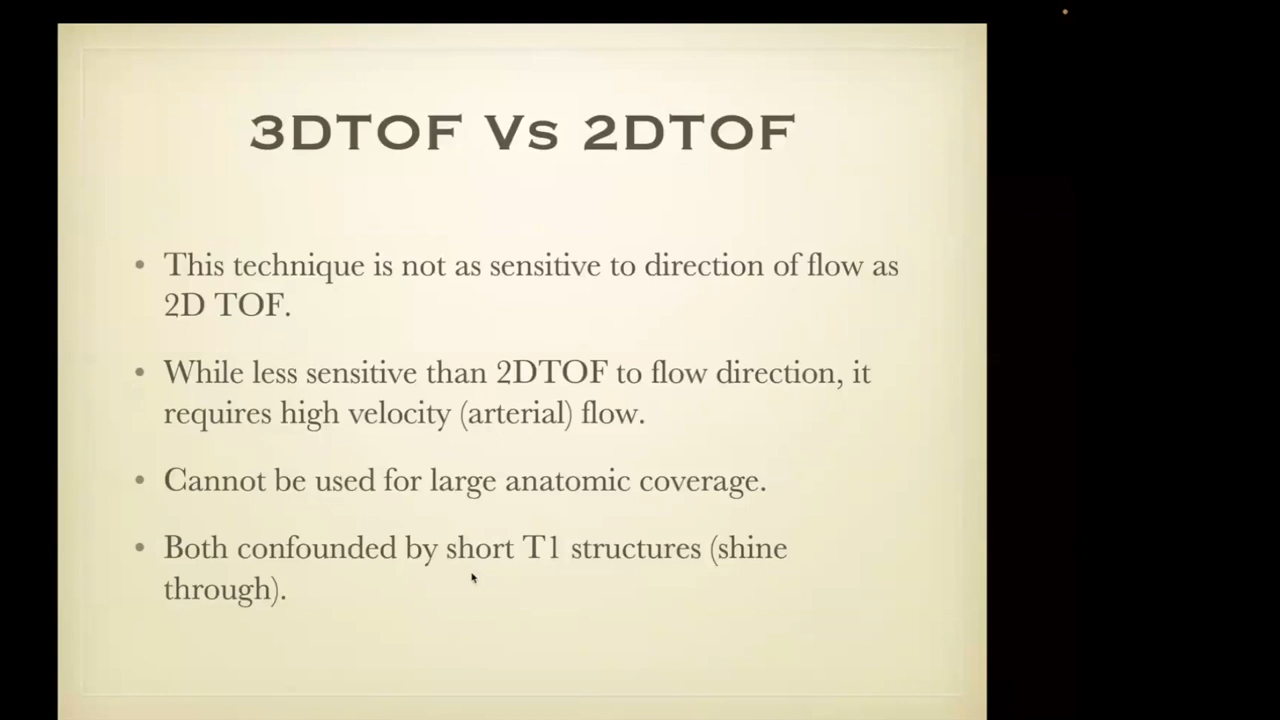 3DTOF Vs 2DTOF
• This technique is not as sensitive to direction of flow as
2D TOF.
• While less sensitive than 2DTOF to flow direction, it
requires high velocity (arterial) flow.
• Cannot be used for large anatomic coverage.
• Both confounded by short T1 structures (shine
through).